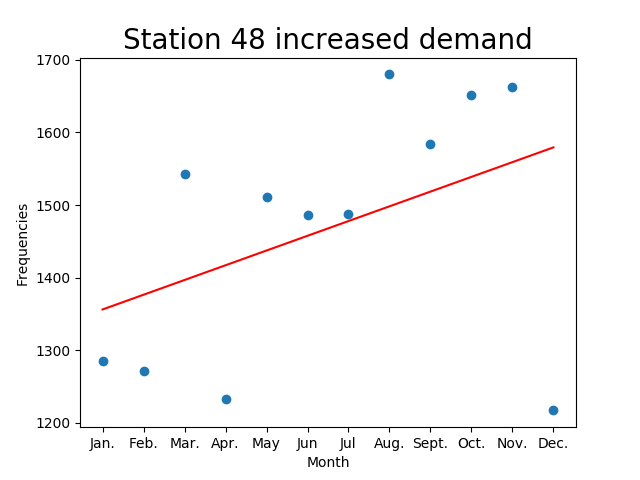 Station 48 increased demand
1700
1600
1500
1400
1300
1200
Frequencies
Jan. Feb. Mar. Apr. May Jun Jul Aug. Sept. Oct. Nov. Dec.
Month